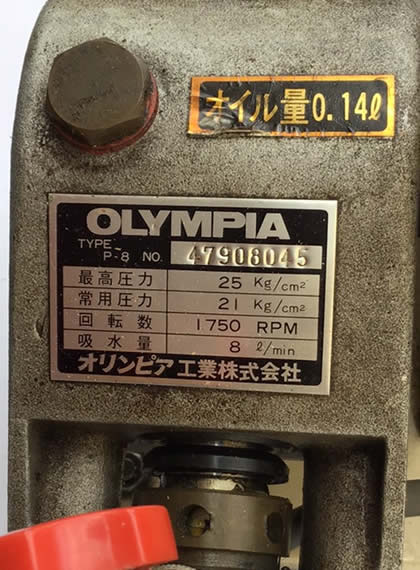 オイル量0.14ℓ
OLYMPIA
TYPE P-8 NO. 47908045
最高圧力 25 Kg/cm²
常用圧力 21 Kg/cm²
回転数 1750 RPM
吸水量 8 ℓ/min
オリンピア工業株式会社